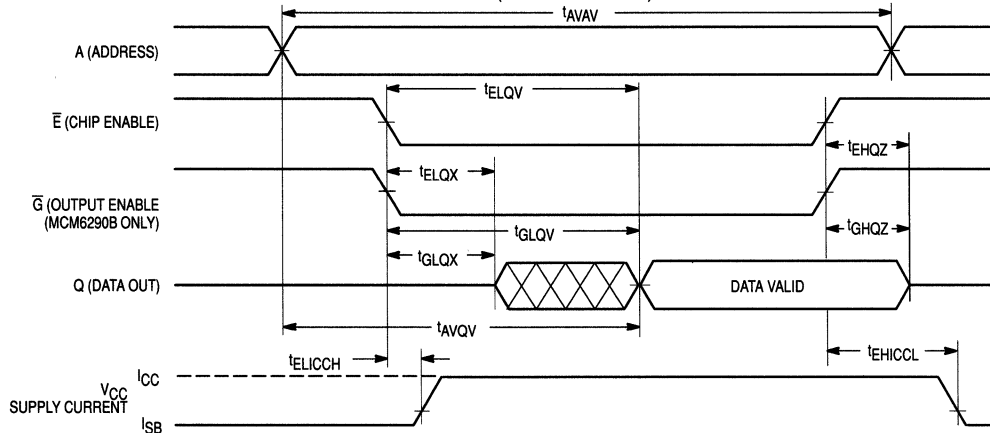 tAVAV
A (ADDRESS)
tELQV
E (CHIP ENABLE)
tEHQZ
tELQX
G (OUTPUT ENABLE
(MCM6290B ONLY)
tGLQV
tGHQZ
tGLQX
Q (DATA OUT)
DATA VALID
tAVQV
tELICCH
tEHICCL
ICC
VCC
SUPPLY CURRENT
ISB